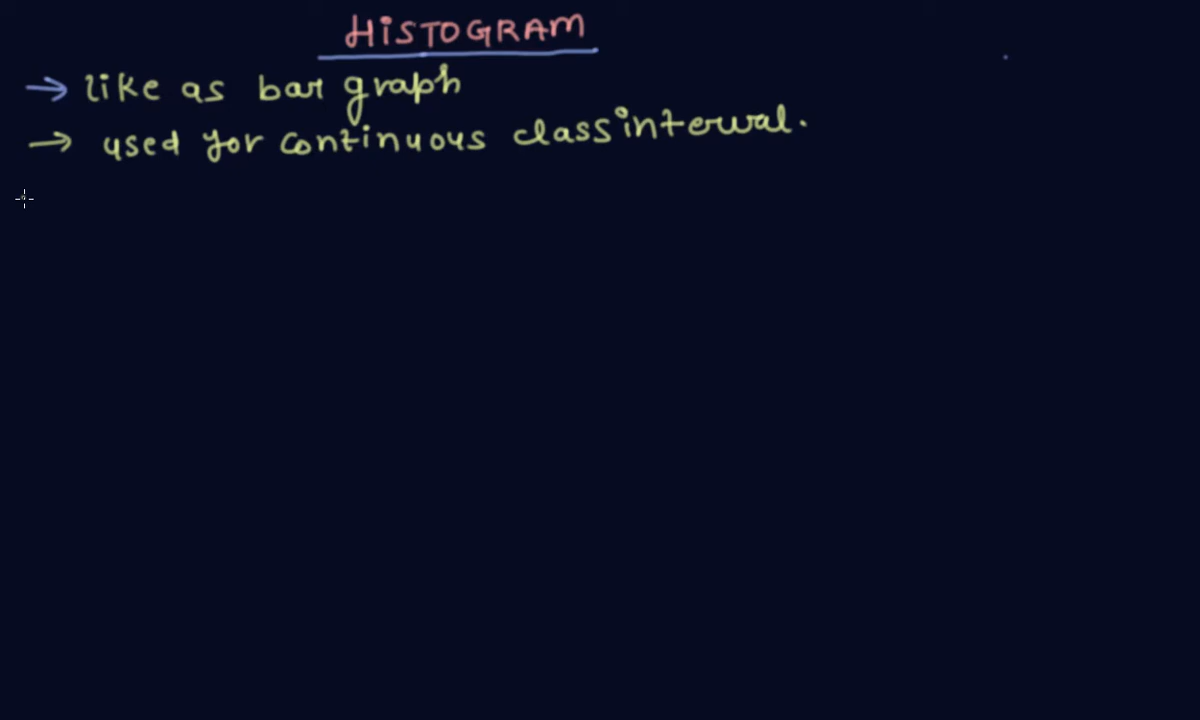 HISTOGRAM
→ like as bar graph
→ used for continuous class interval.